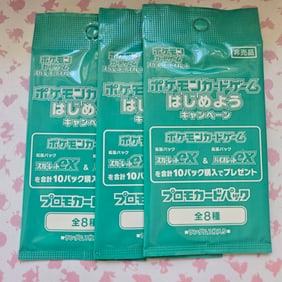 非売品
ポケモンカードゲーム
はじめよう
キャンペーン
ポケモンカードゲーム
拡張パック 拡張パック
スカーレットex & バイオレットex
を合計10パック購入でプレゼント
プロモカードパック
全8種